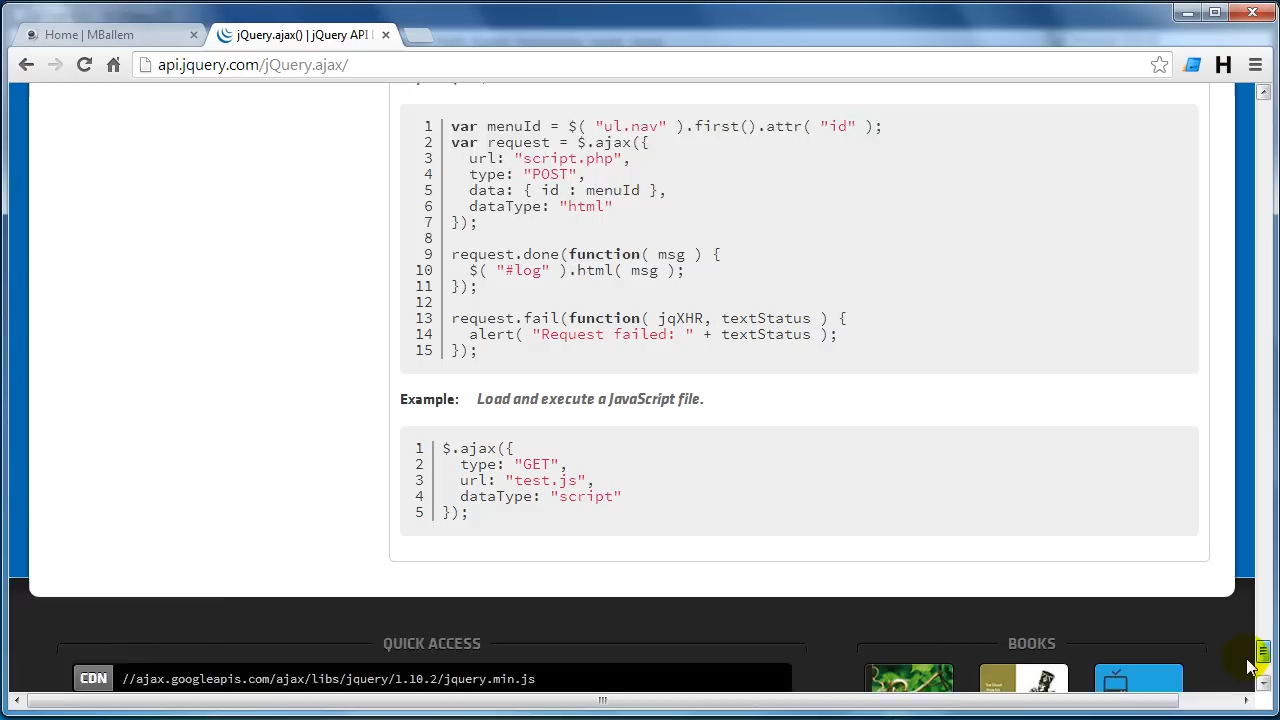 Home | MBallem
jQuery.ajax() | jQuery API
api.jquery.com/jQuery.ajax/
H
1 var menuId = $( "ul.nav" ).first().attr( "id" );
2 var request = $.ajax({
3 url: "script.php",
4 type: "POST",
5 data: { id : menuId },
6 dataType: "html"
7 });
8
9 request.done(function( msg ) {
10 $( "#log" ).html( msg );
11 });
12
13 request.fail(function( jqXHR, textStatus ) {
14 alert( "Request failed: " + textStatus );
15 });
Example: Load and execute a JavaScript file.
1 $.ajax({
2 type: "GET",
3 url: "test.js",
4 dataType: "script"
5 });
QUICK ACCESS
BOOKS
CDN //ajax.googleapis.com/ajax/libs/jquery/1.10.2/jquery.min.js